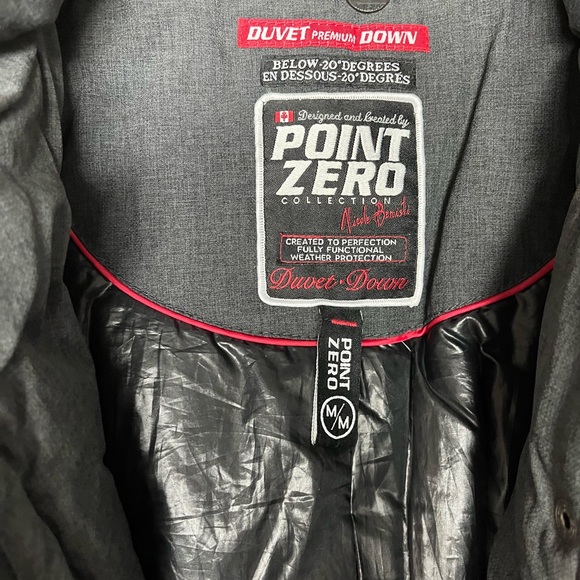 DUVET PREMIUM DOWN
BELOW-20°DEGREES
EN DESSOUS-20°DEGRÉS
Designed and Created by
POINT
ZERO
COLLECTION
CREATED TO PERFECTION
FULLY FUNCTIONAL
WEATHER PROTECTION
Duvet · Down
POINT
ZERO
M/M